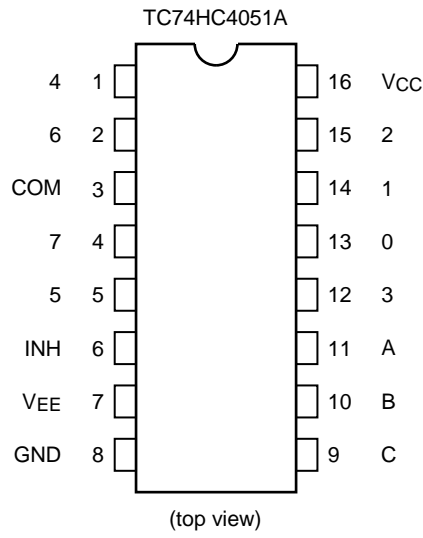 TC74HC4051A
4 1 16 VCC
6 2 15 2
COM 3 14 1
7 4 13 0
5 5 12 3
INH 6 11 A
VEE 7 10 B
GND 8 9 C
(top view)